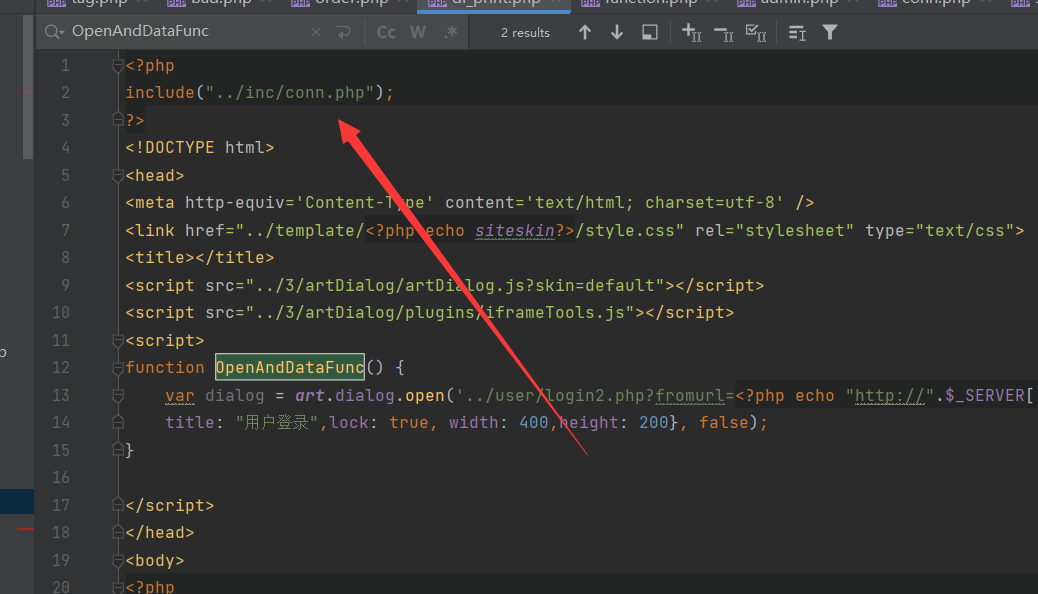 tag.php bad.php order.php dl_print.php function.php admin.php conn.php
OpenAndDataFunc Cc W .* 2 results
1 <?php
2 include("../inc/conn.php");
3 ?>
4 <!DOCTYPE html>
5 <head>
6 <meta http-equiv='Content-Type' content='text/html; charset=utf-8' />
7 <link href="../template/<?php echo siteskin?>/style.css" rel="stylesheet" type="text/css">
8 <title></title>
9 <script src="../3/artDialog/artDialog.js?skin=default"></script>
10 <script src="../3/artDialog/plugins/iframeTools.js"></script>
11 <script>
12 function OpenAndDataFunc() {
13 var dialog = art.dialog.open('../user/login2.php?fromurl=<?php echo "http://".$_SERVER[
14 title: "用户登录",lock: true, width: 400,height: 200}, false);
15 }
16
17 </script>
18 </head>
19 <body>
20 <?php